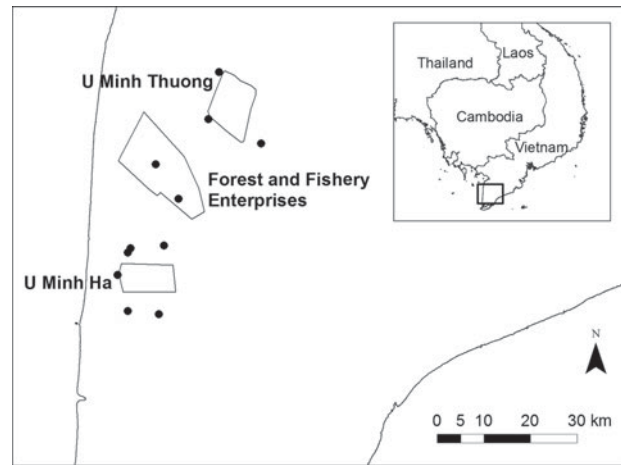 U Minh Thuong
Forest and Fishery
Enterprises
U Minh Ha
Thailand
Laos
Cambodia
Vietnam
N
0 5 10 20 30 km